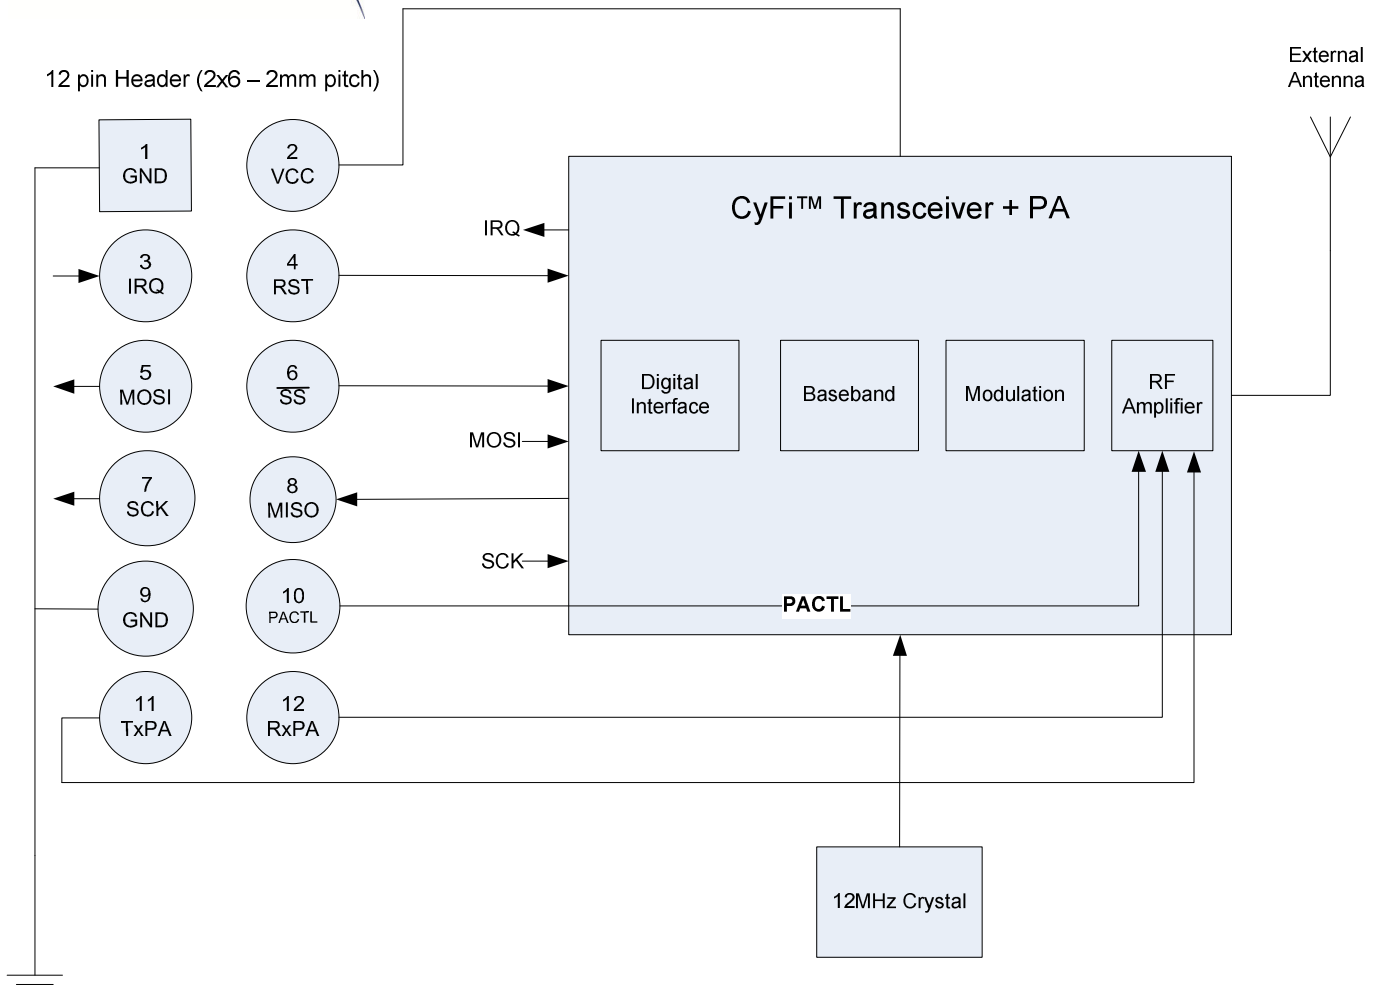 12 pin Header (2x6 – 2mm pitch)
External
Antenna
1
GND
2
VCC
CyFi™ Transceiver + PA
IRQ
3
IRQ
4
RST
5
MOSI
6
SS
Digital
Interface
Baseband
Modulation
RF
Amplifier
MOSI
7
SCK
8
MISO
SCK
9
GND
10
PACTL
PACTL
11
TxPA
12
RxPA
12MHz Crystal